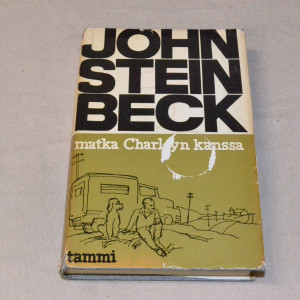 JOHN
STEIN
BECK
matka Charleyn kanssa
tammi